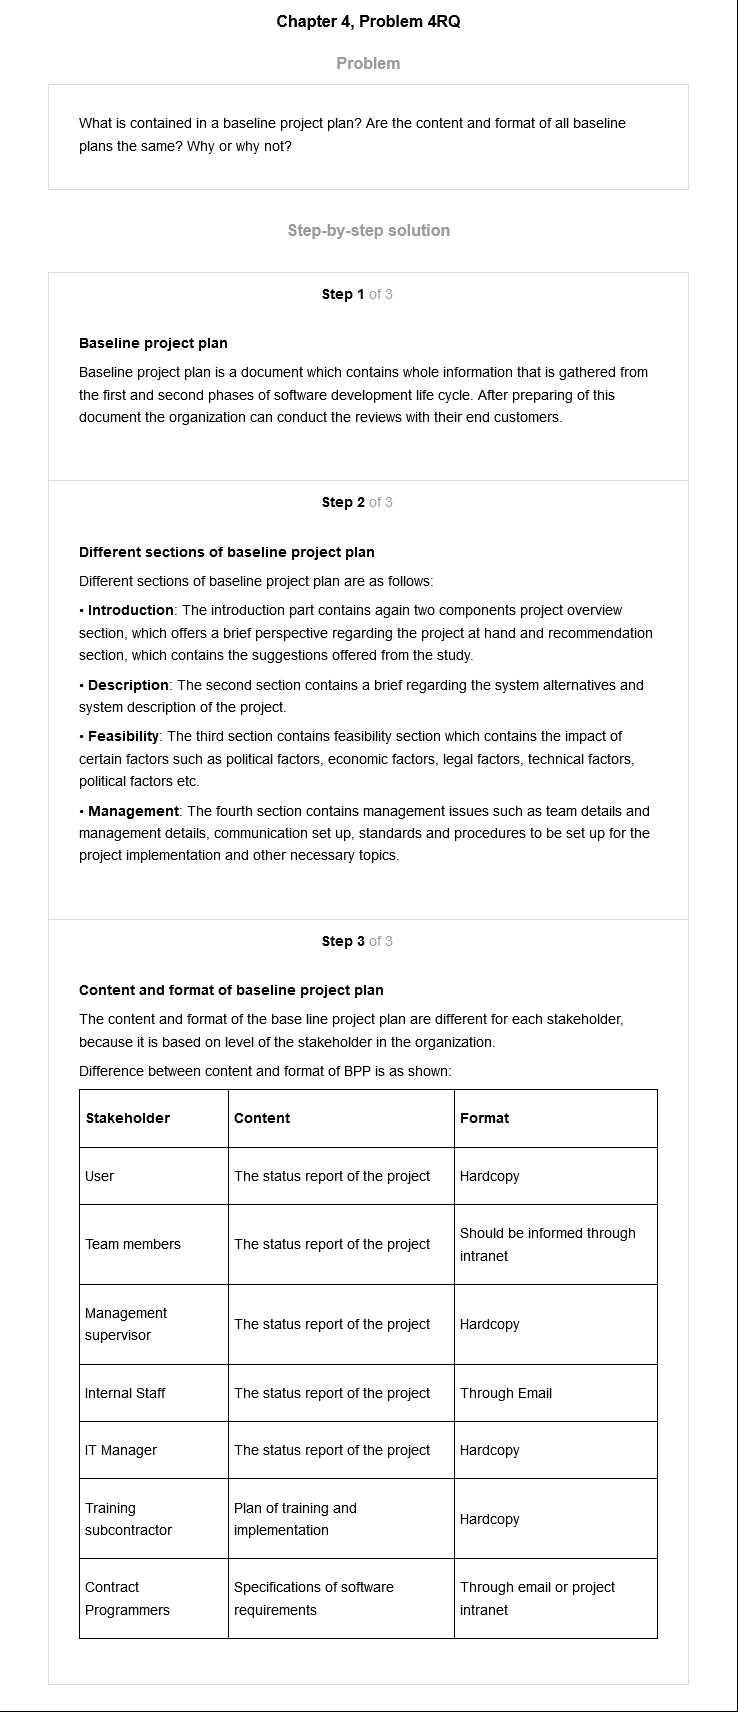 Chapter 4, Problem 4RQ
Problem
What is contained in a baseline project plan? Are the content and format of all baseline
plans the same? Why or why not?
Step-by-step solution
Step 1 of 3
Baseline project plan
Baseline project plan is a document which contains whole information that is gathered from
the first and second phases of software development life cycle. After preparing of this
document the organization can conduct the reviews with their end customers.
Step 2 of 3
Different sections of baseline project plan
Different sections of baseline project plan are as follows:
• Introduction: The introduction part contains again two components project overview
section, which offers a brief perspective regarding the project at hand and recommendation
section, which contains the suggestions offered from the study.
• Description: The second section contains a brief regarding the system alternatives and
system description of the project.
• Feasibility: The third section contains feasibility section which contains the impact of
certain factors such as political factors, economic factors, legal factors, technical factors,
political factors etc.
• Management: The fourth section contains management issues such as team details and
management details, communication set up, standards and procedures to be set up for the
project implementation and other necessary topics.
Step 3 of 3
Content and format of baseline project plan
The content and format of the base line project plan are different for each stakeholder,
because it is based on level of the stakeholder in the organization.
Difference between content and format of BPP is as shown:
Stakeholder Content Format
User The status report of the project Hardcopy
Team members The status report of the project Should be informed through
intranet
Management
supervisor The status report of the project Hardcopy
Internal Staff The status report of the project Through Email
IT Manager The status report of the project Hardcopy
Training
subcontractor
Plan of training and
implementation
Hardcopy
Contract
Programmers
Specifications of software
requirements
Through email or project
intranet